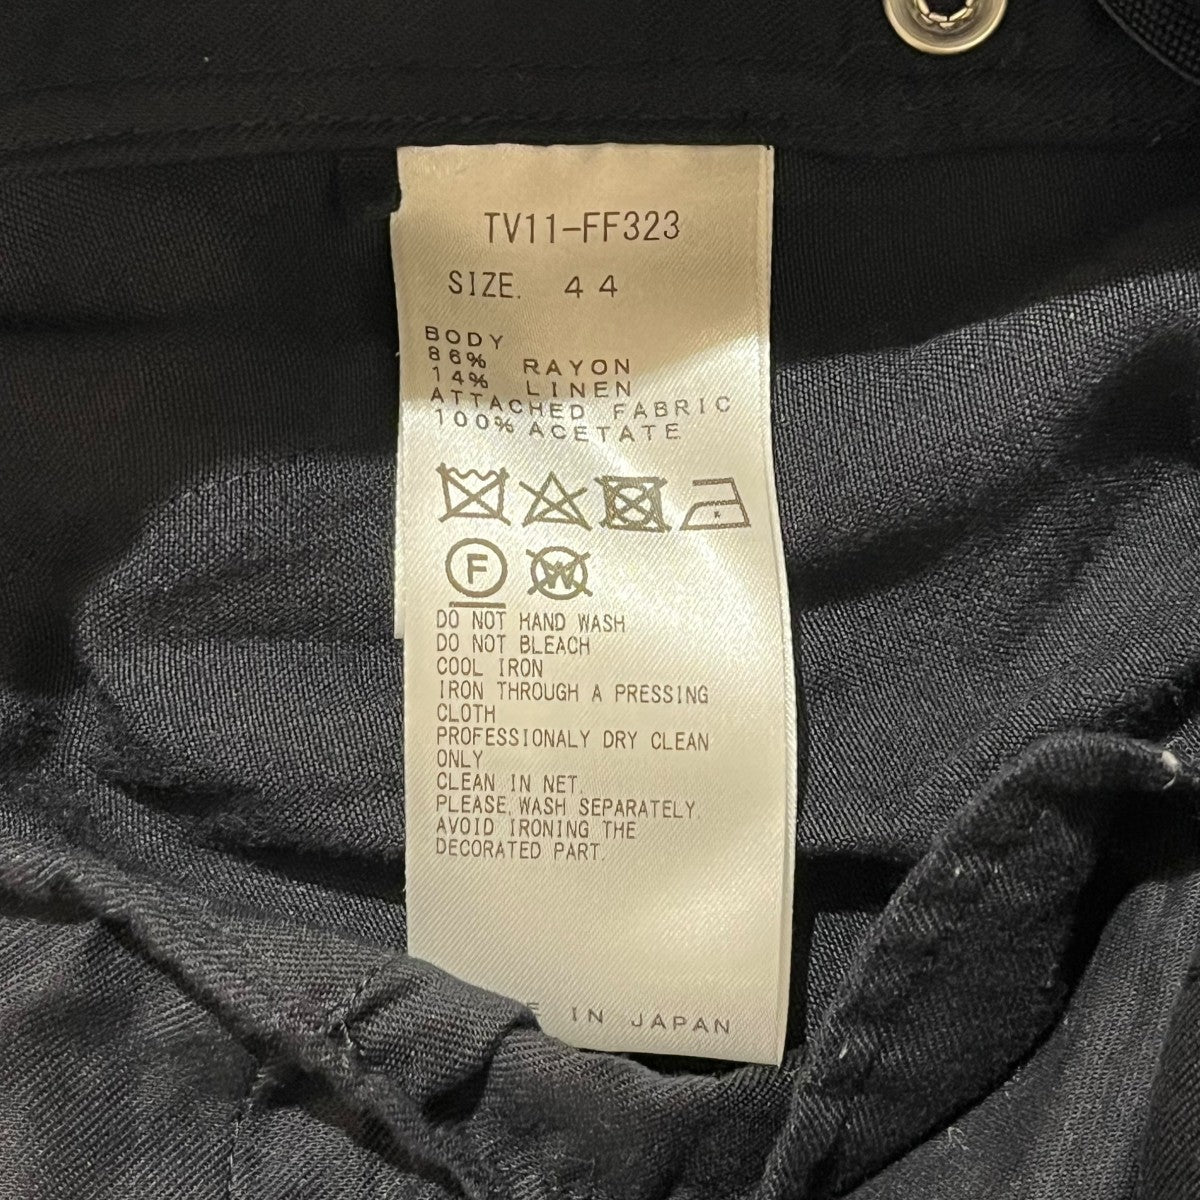 TV11-FF323
SIZE. 44
BODY
86% RAYON
14% LINEN
ATTACHED FABRIC
100% ACETATE
F
W
DO NOT HAND WASH
DO NOT BLEACH
COOL IRON
IRON THROUGH A PRESSING
CLOTH
PROFESSIONALY DRY CLEAN
ONLY
CLEAN IN NET.
PLEASE, WASH SEPARATELY.
AVOID IRONING THE
DECORATED PART.
E IN JAPAN